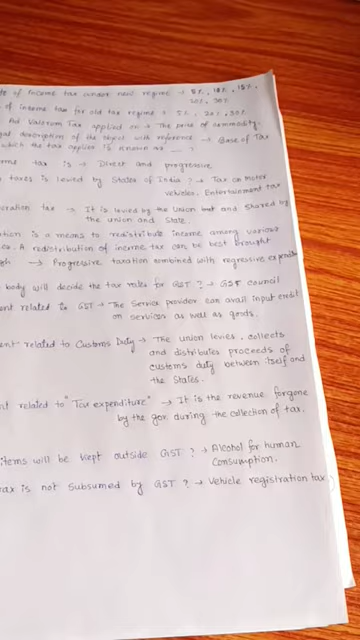 of Income tax under new regime → 5%, 10%, 15%,
20%, 30%
of income tax for old tax regime → 5%, 20%, 30%
Ad Valorem Tax applied on → The price of commodity.
description of the object with reference → Base of Tax
which the tax applies is known as __ ?
tax is → Direct and progressive
taxes is levied by States of India ? → Tax on Motor
Vehicles, Entertainment tax
tax → It is levied by the Union but and shared by
the union and State.
is a means to redistribute income among various
A redistribution of income tax can be best brought
→ Progressive taxation combined with regressive
body will decide the tax rates for GST ? → GST council
related to GST → The Service provider can avail input credit
on services as well as goods.
related to Customs Duty → The union levies, collects
and distributes proceeds of
customs duty between itself and
the States.
related to "Tax expenditure" → It is the revenue forgone
by the gov. during the collection of tax.
items will be kept outside GST ? → Alcohol for human
Consumption.
tax is not subsumed by GST ? → Vehicle registration tax